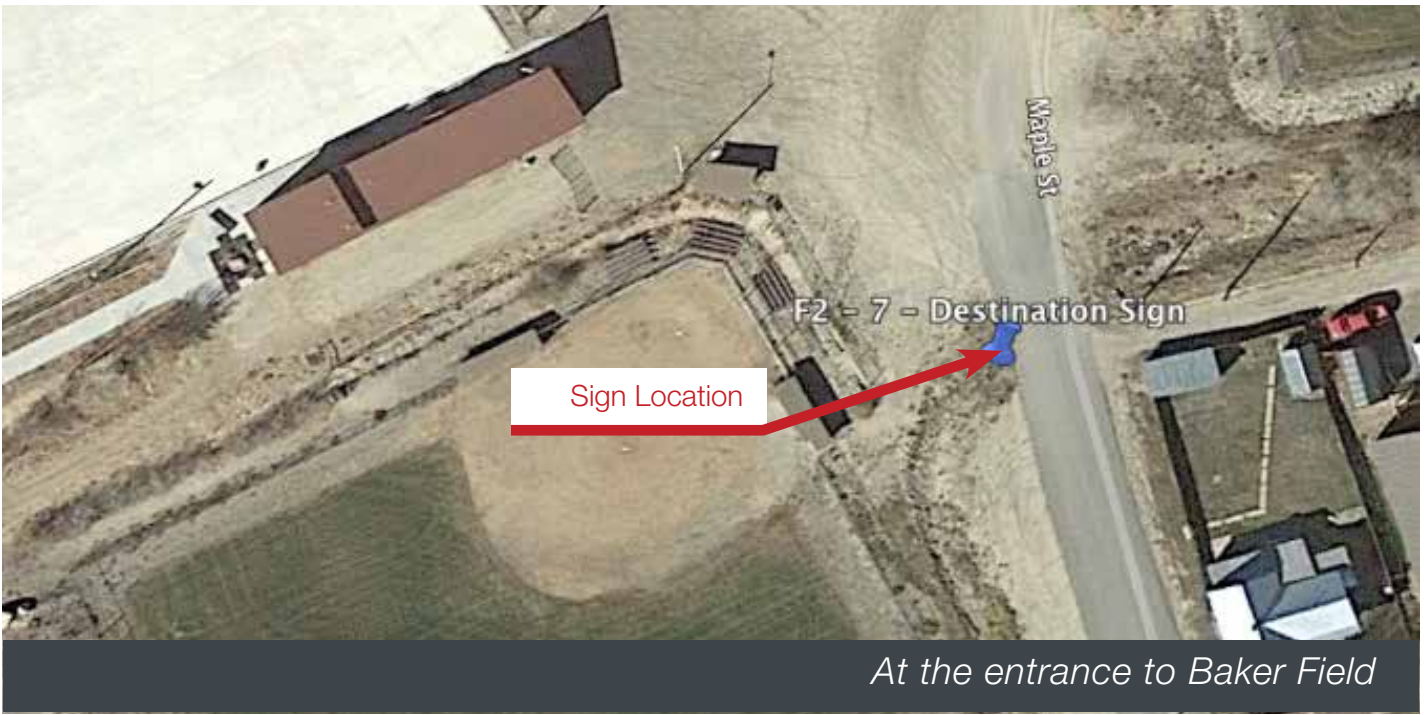 Maple St
F2 - 7 - Destination Sign
Sign Location
At the entrance to Baker Field